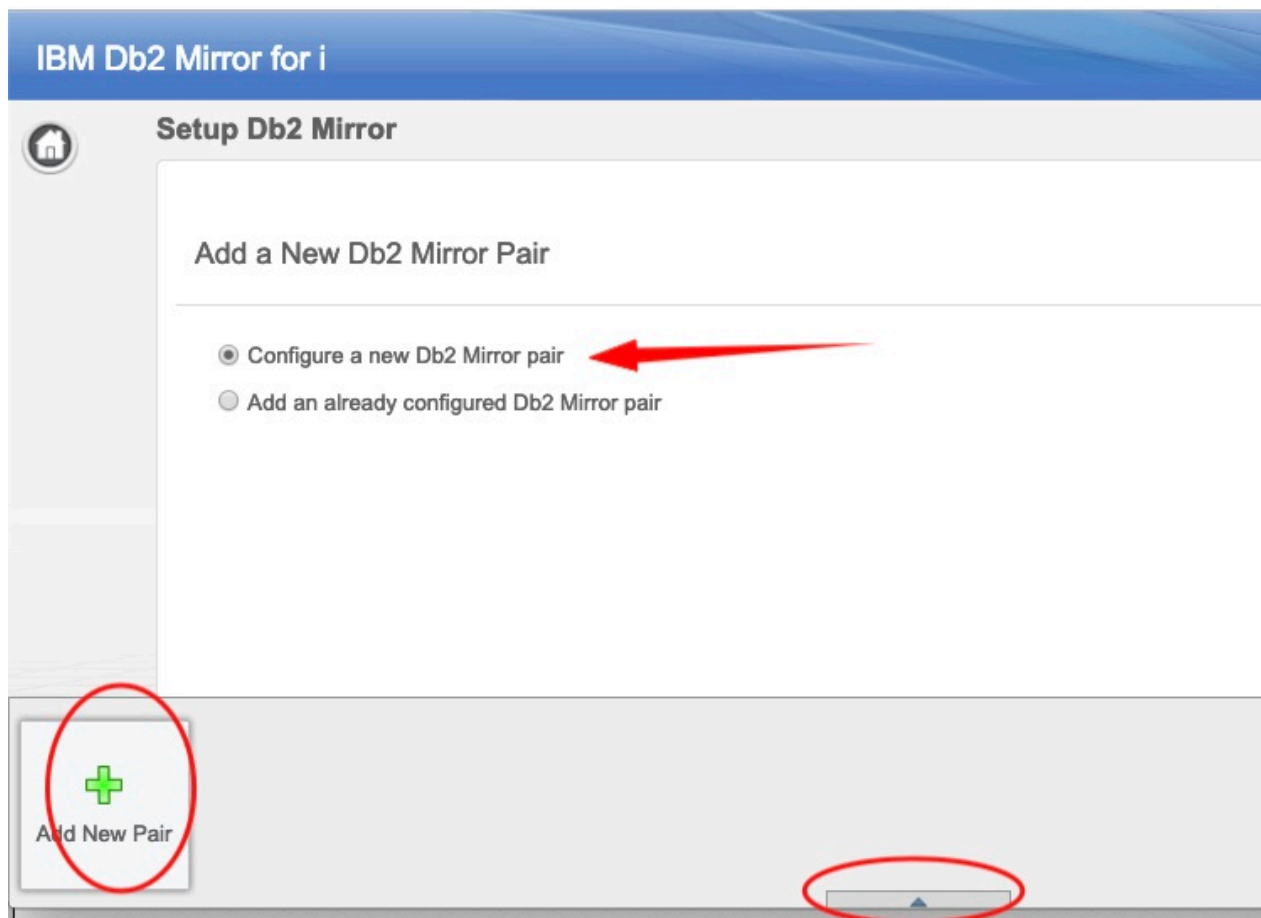 IBM Db2 Mirror for i
Setup Db2 Mirror
Add a New Db2 Mirror Pair
Configure a new Db2 Mirror pair
Add an already configured Db2 Mirror pair
Add New Pair